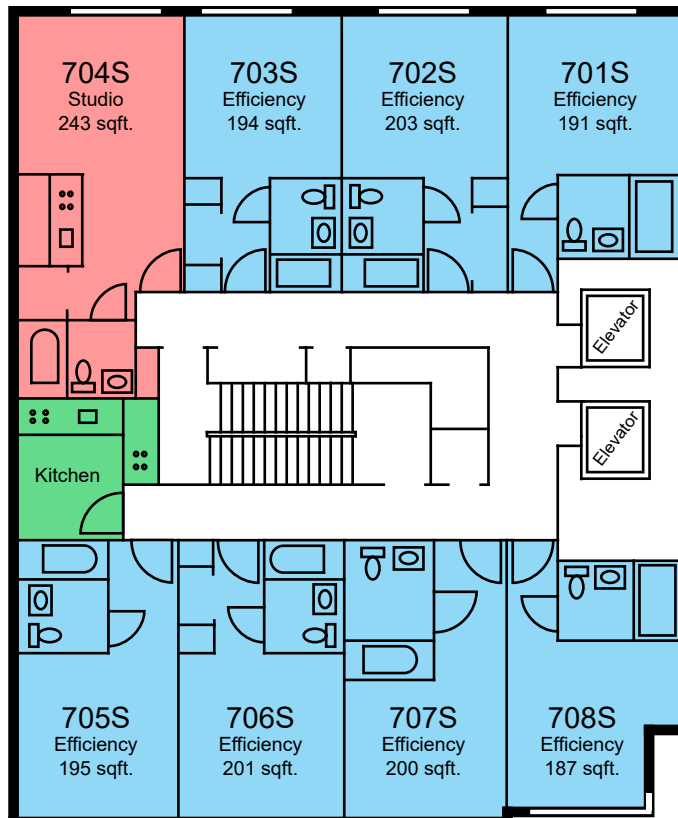 704S
Studio
243 sqft.
703S
Efficiency
194 sqft.
702S
Efficiency
203 sqft.
701S
Efficiency
191 sqft.
Elevator
Elevator
Kitchen
705S
Efficiency
195 sqft.
706S
Efficiency
201 sqft.
707S
Efficiency
200 sqft.
708S
Efficiency
187 sqft.